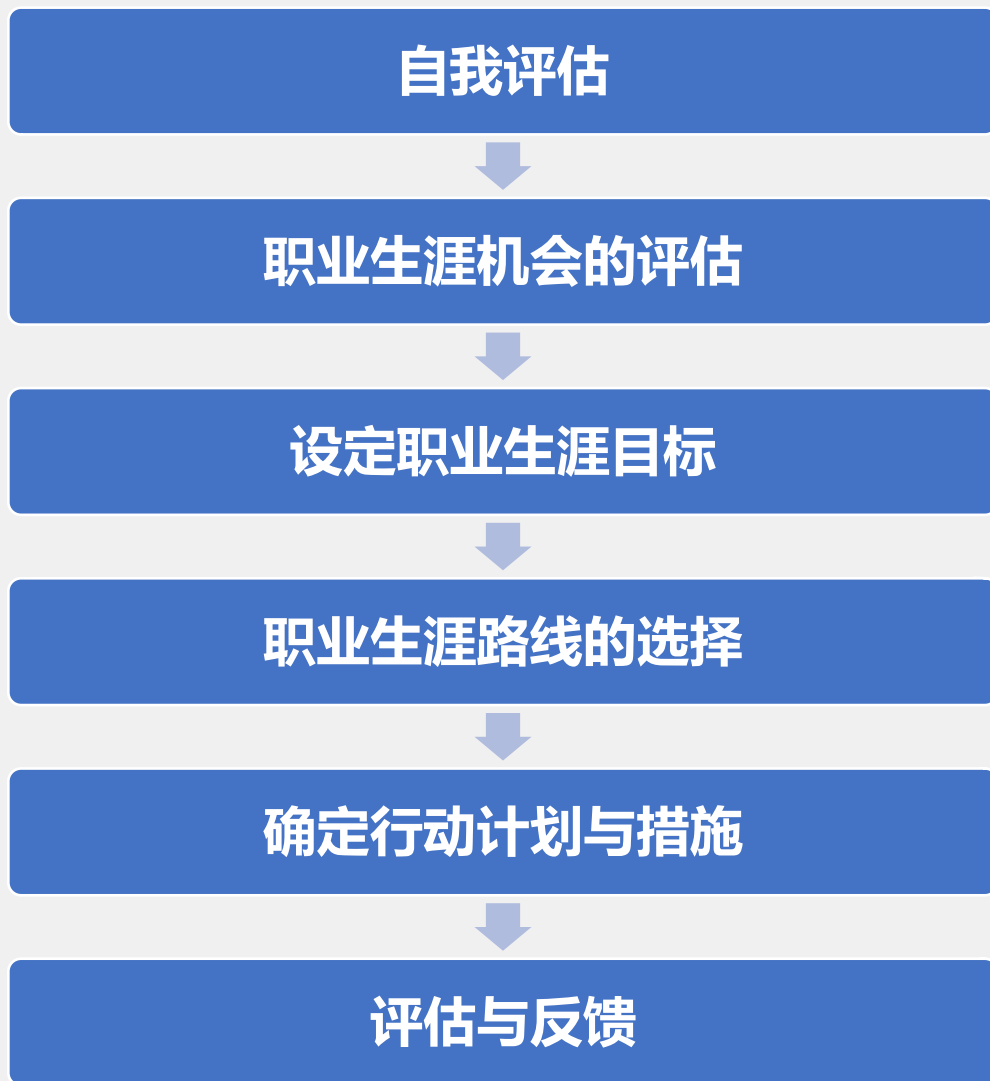 自我评估
职业生涯机会的评估
设定职业生涯目标
职业生涯路线的选择
确定行动计划与措施
评估与反馈